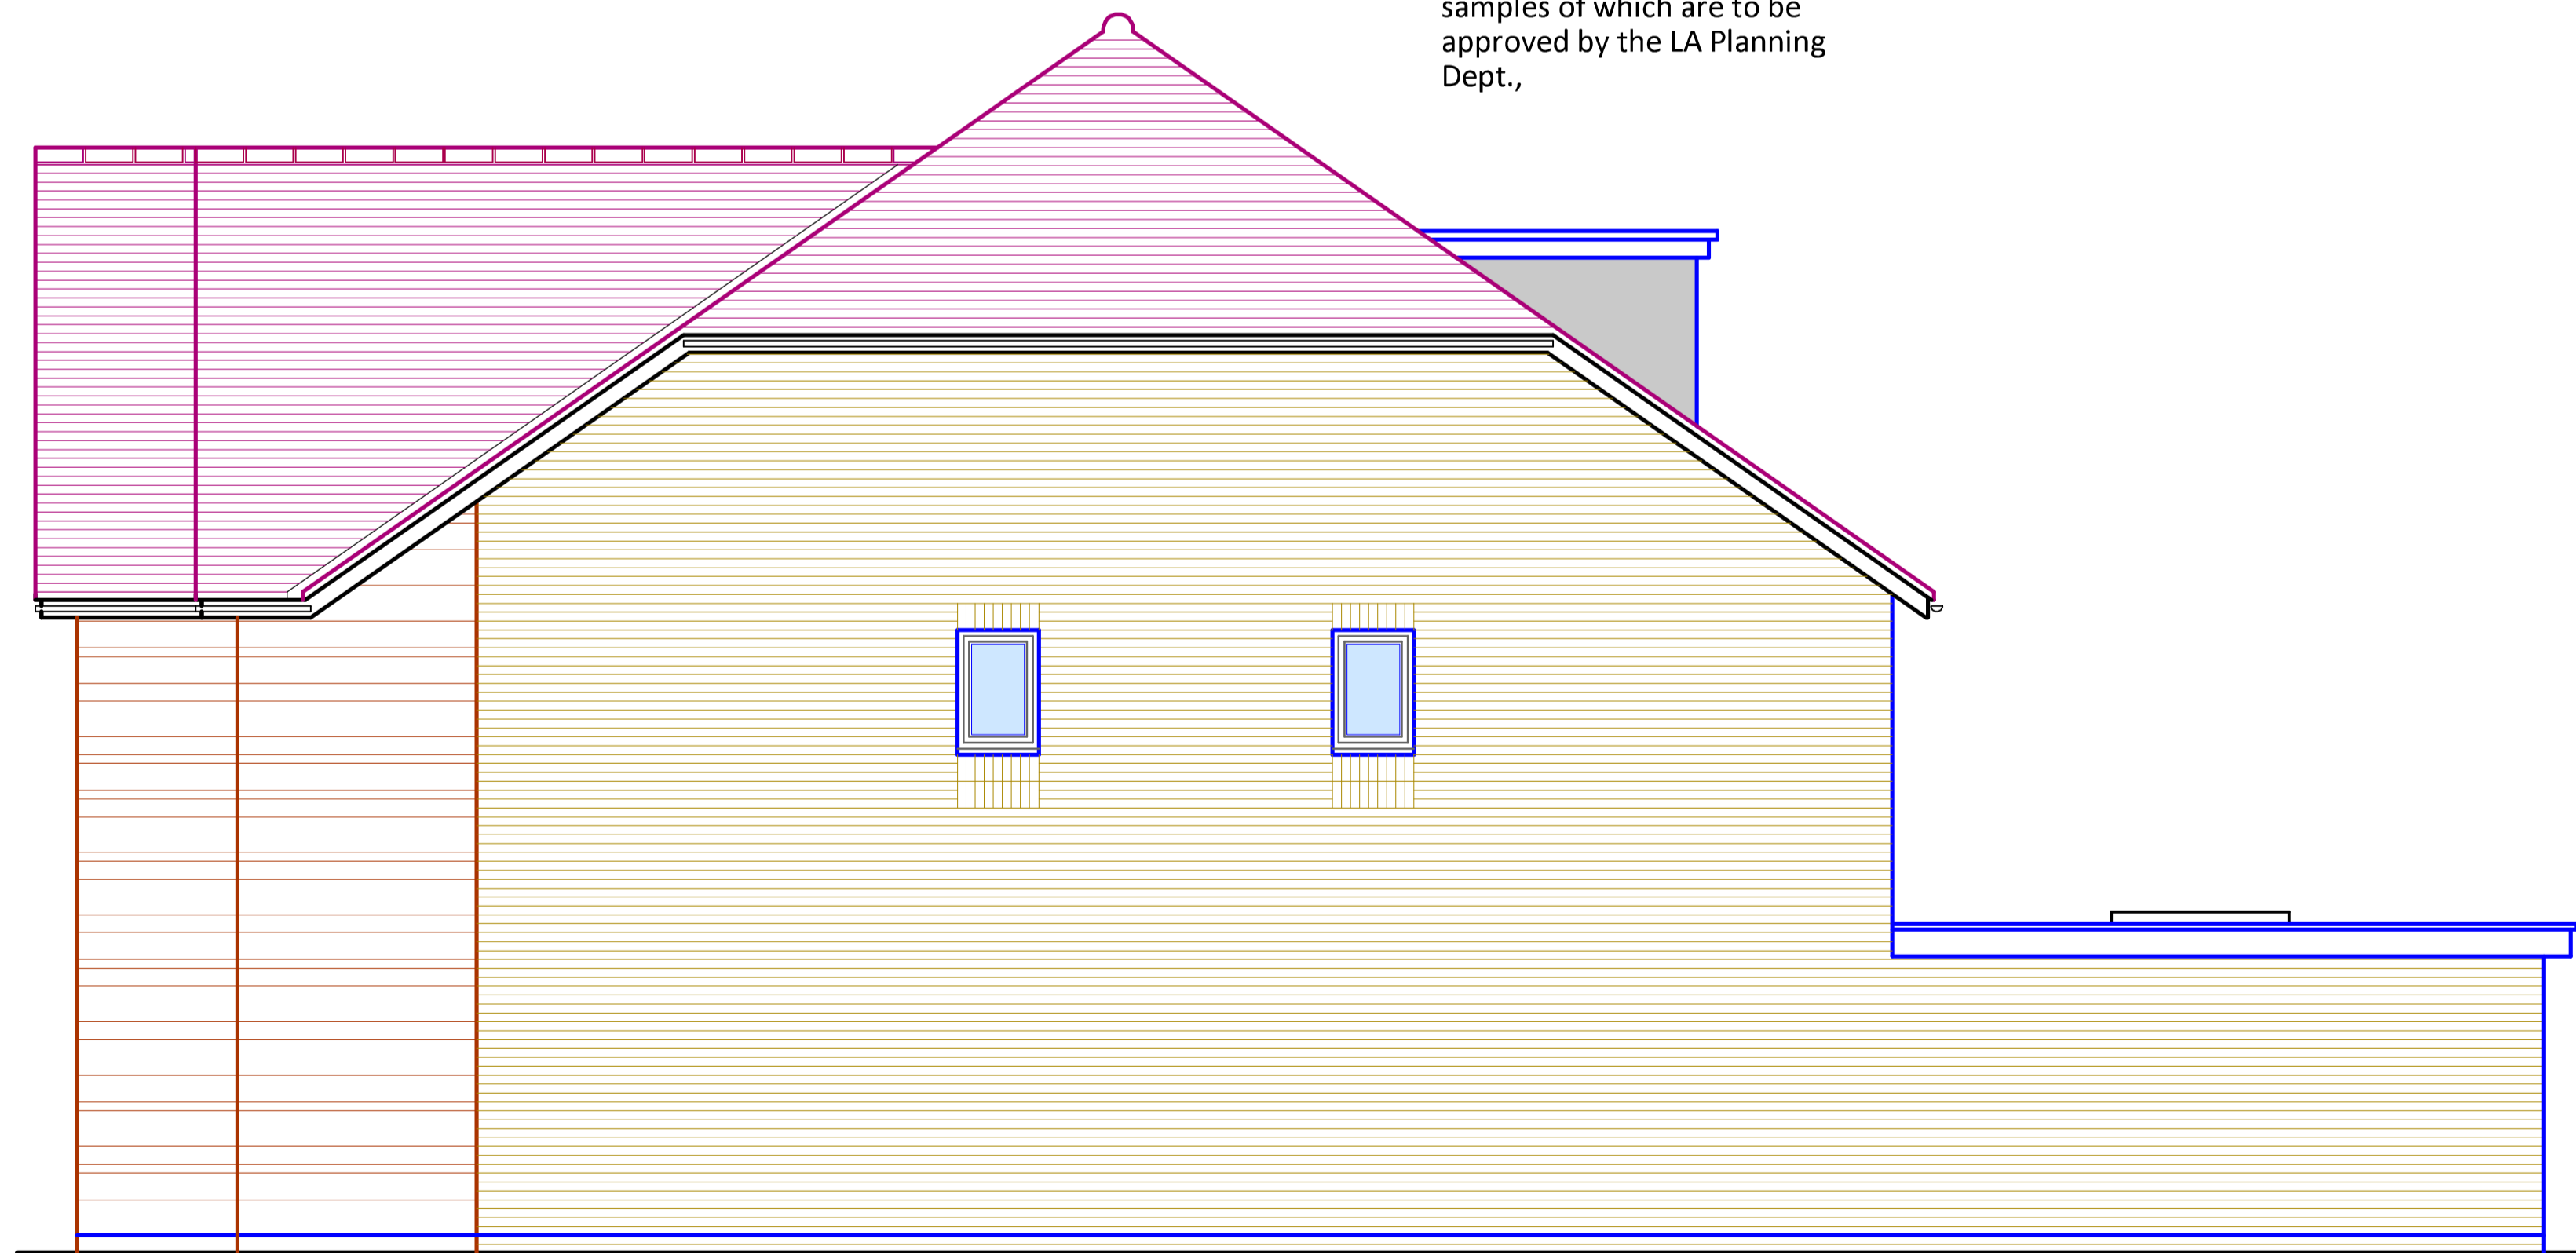 samples of which are to be
approved by the LA Planning
Dept.,